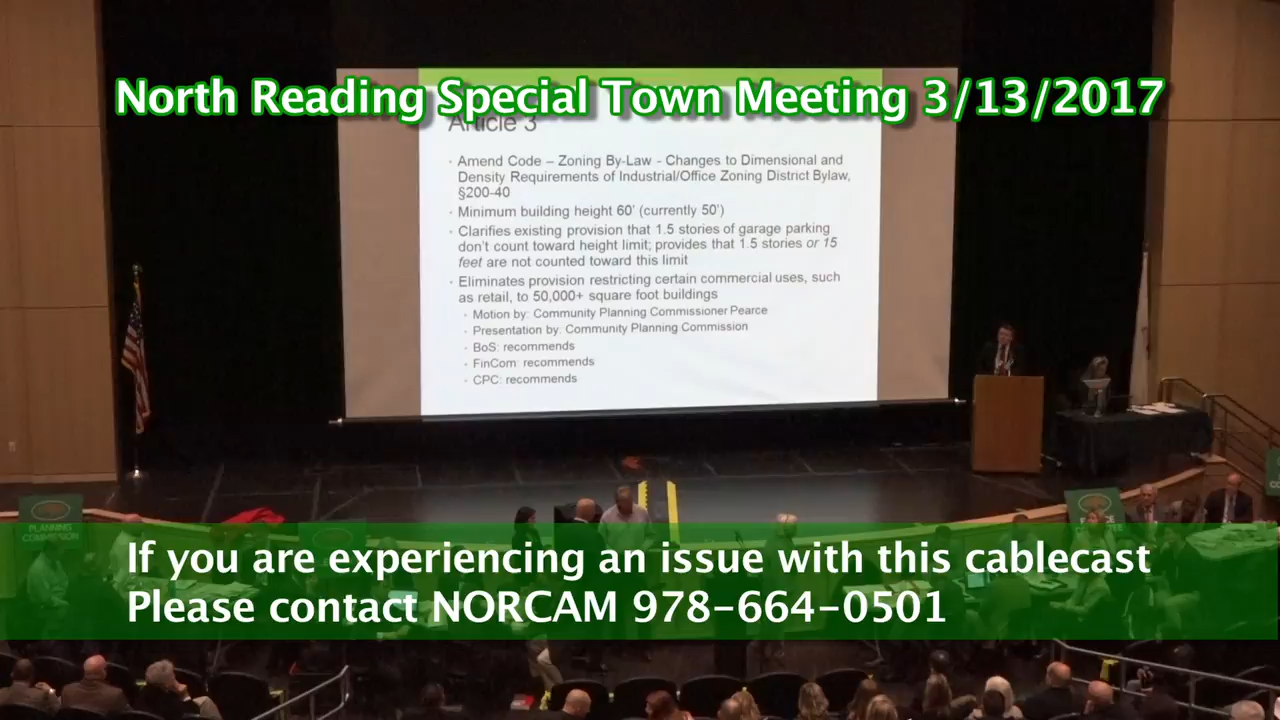 North Reading Special Town Meeting 3/13/2017
Article 3
Amend Code – Zoning By-Law - Changes to Dimensional and
Density Requirements of Industrial/Office Zoning District Bylaw,
§200-40
Minimum building height 60' (currently 50')
Clarifies existing provision that 1.5 stories of garage parking
don't count toward height limit; provides that 1.5 stories or 15
feet are not counted toward this limit
Eliminates provision restricting certain commercial uses, such
as retail, to 50,000+ square foot buildings
Motion by: Community Planning Commissioner Pearce
Presentation by: Community Planning Commission
BoS: recommends
FinCom: recommends
CPC: recommends
PLANNING
COMMISSION
If you are experiencing an issue with this cablecast
Please contact NORCAM 978-664-0501